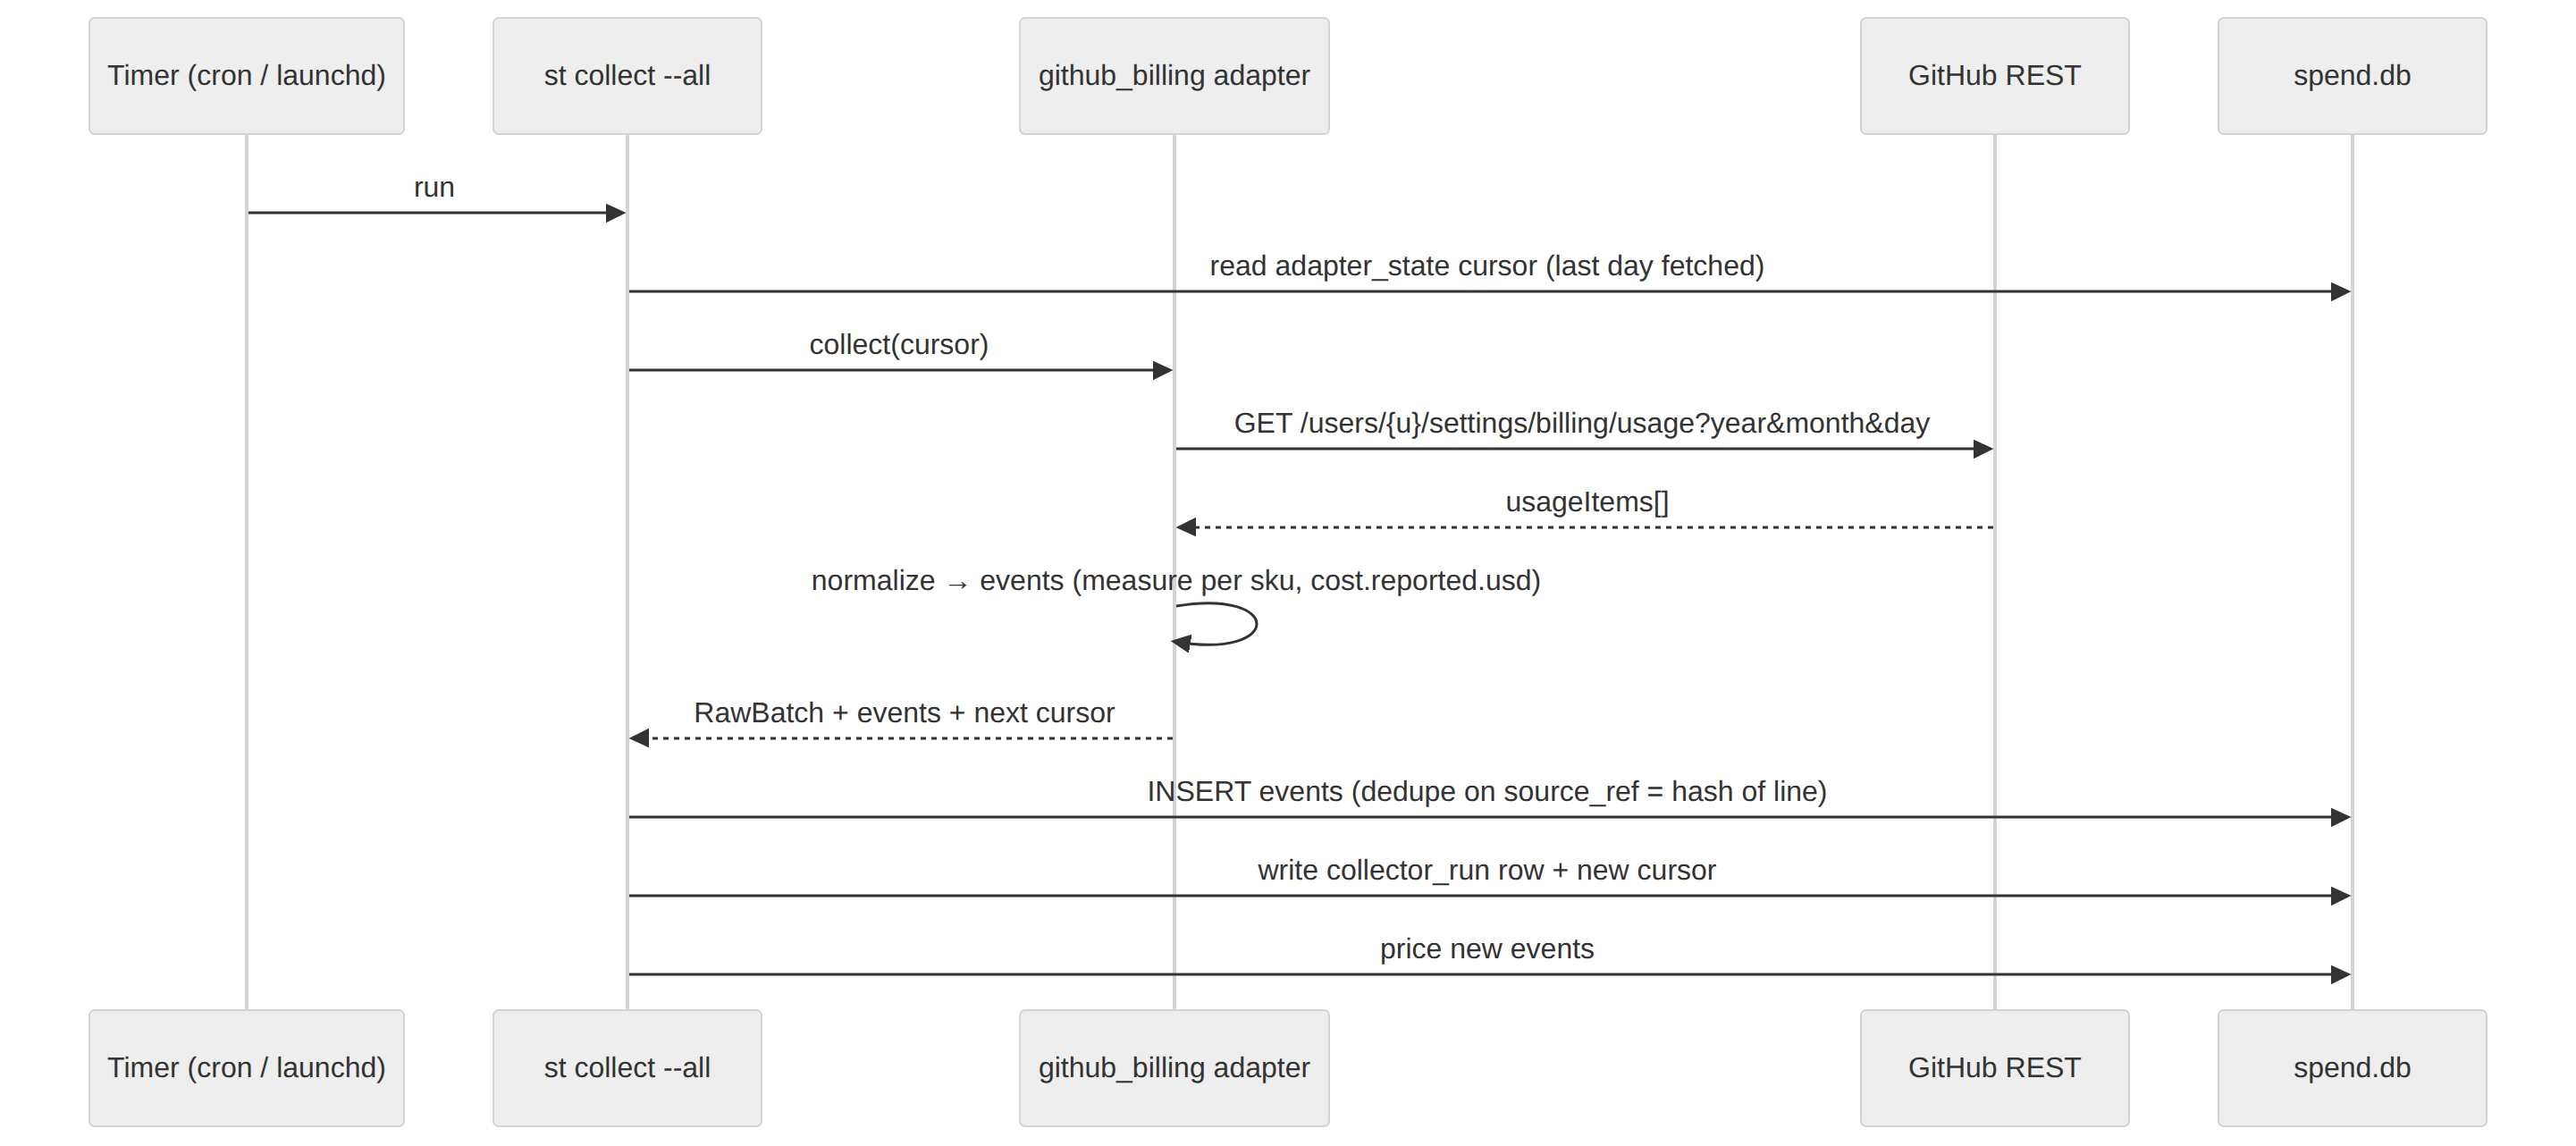 Timer (cron / launchd)
st collect --all
github_billing adapter
GitHub REST
spend.db
run
read adapter_state cursor (last day fetched)
collect(cursor)
GET /users/{u}/settings/billing/usage?year&month&day
usageItems[]
normalize → events (measure per sku, cost.reported.usd)
RawBatch + events + next cursor
INSERT events (dedupe on source_ref = hash of line)
write collector_run row + new cursor
price new events
Timer (cron / launchd)
st collect --all
github_billing adapter
GitHub REST
spend.db